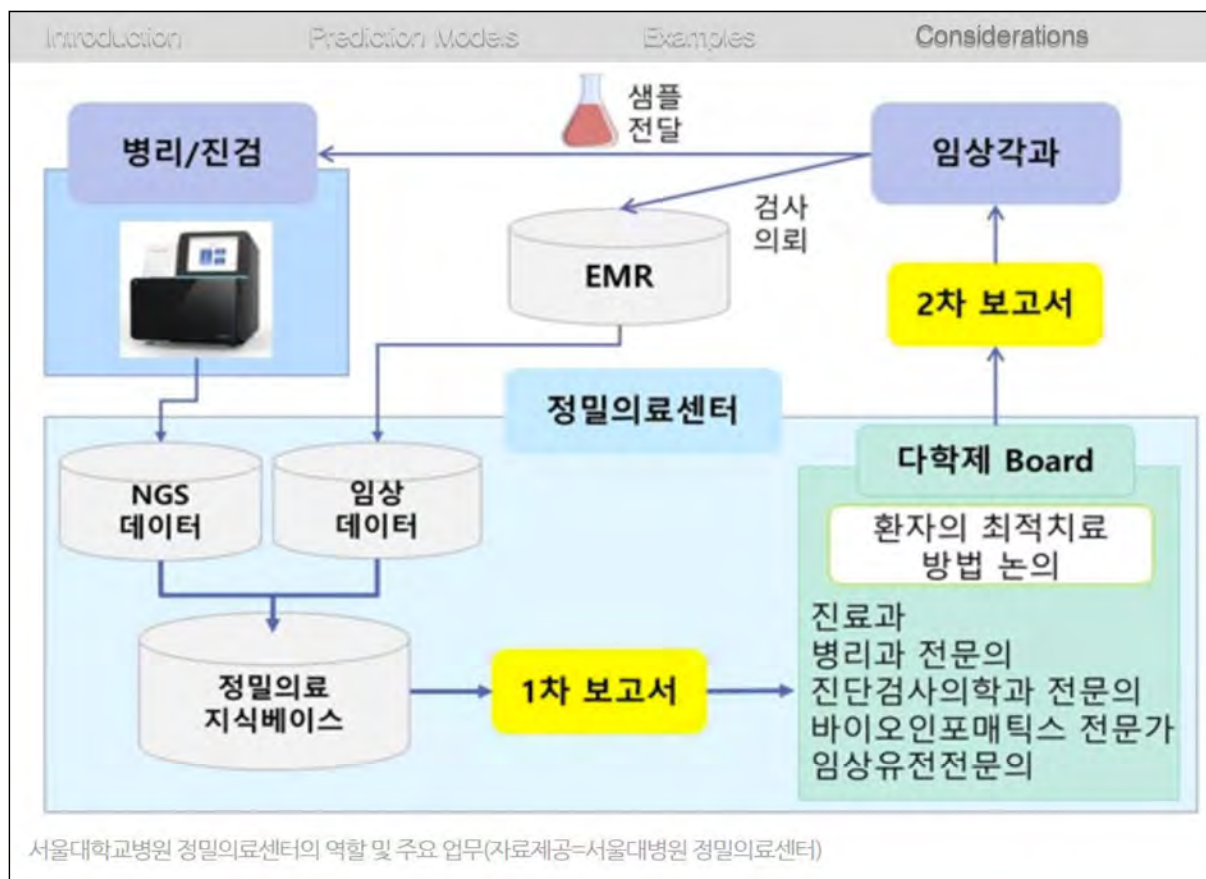 Introduction
Prediction Models
Examples
Considerations
샘플
전달
병리/진검
임상각과
검사
의뢰
EMR
2차 보고서
정밀의료센터
다학제 Board
NGS
데이터
임상
데이터
환자의 최적치료
방법 논의
진료과
병리과 전문의
진단검사의학과 전문의
바이오인포매틱스 전문가
임상유전전문의
정밀의료
지식베이스
1차 보고서
서울대학교병원 정밀의료센터의 역할 및 주요 업무(자료제공=서울대병원 정밀의료센터)